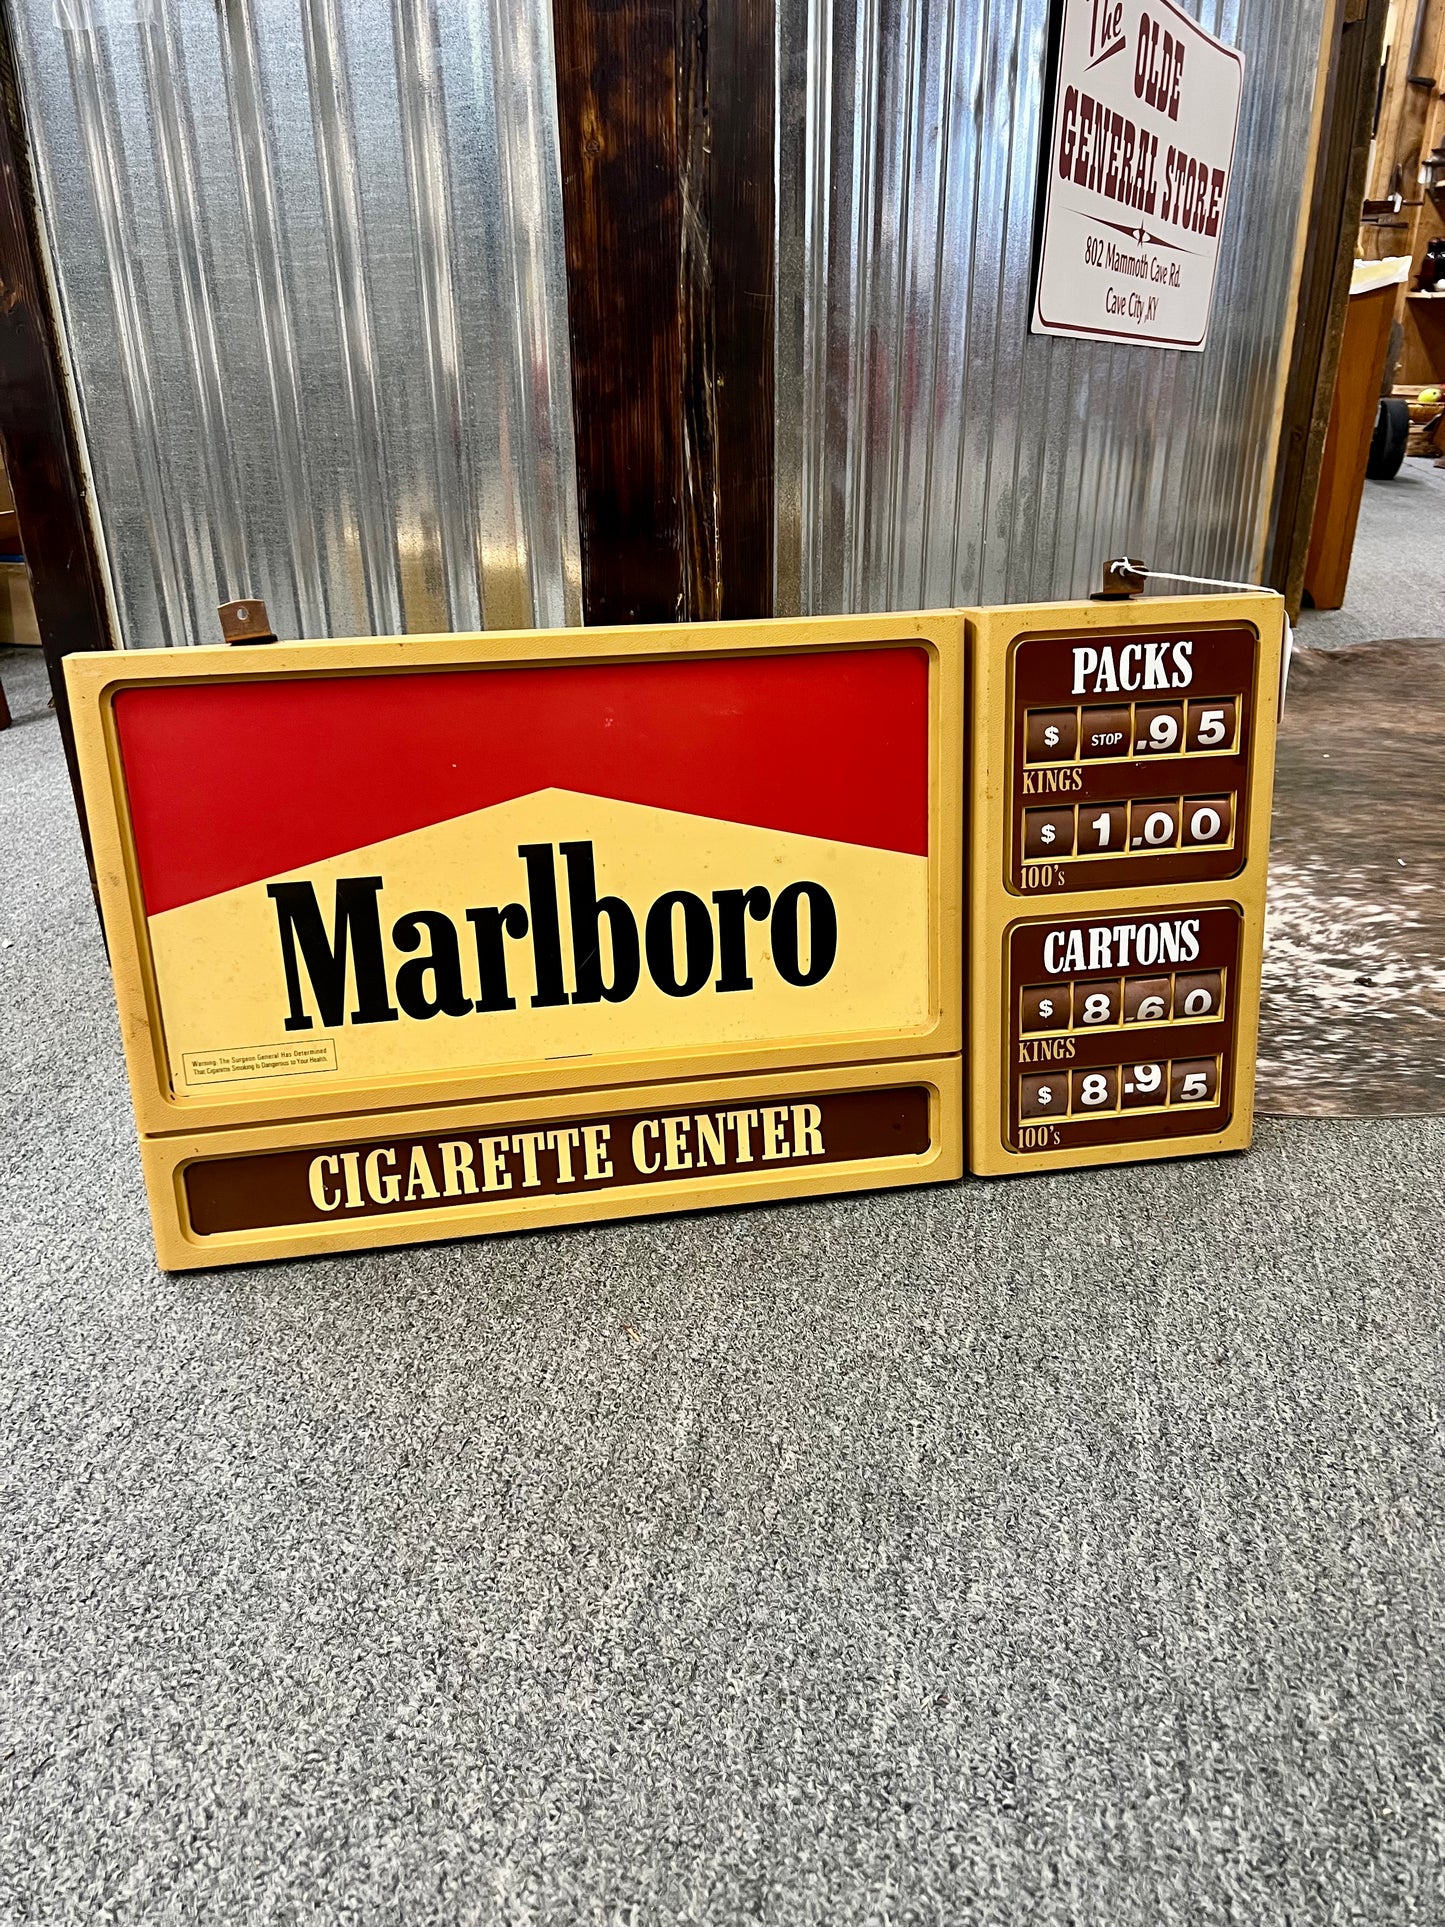 The
OLDE
GENERAL STORE
802 Mammoth Cave Rd.
Cave City, KY
Marlboro
Warning: The Surgeon General Has Determined
That Cigarette Smoking Is Dangerous to Your Health.
CIGARETTE CENTER
PACKS
$ STOP .95
KINGS
$ 1.00
100's
CARTONS
$ 8.60
KINGS
$ 8.95
100's